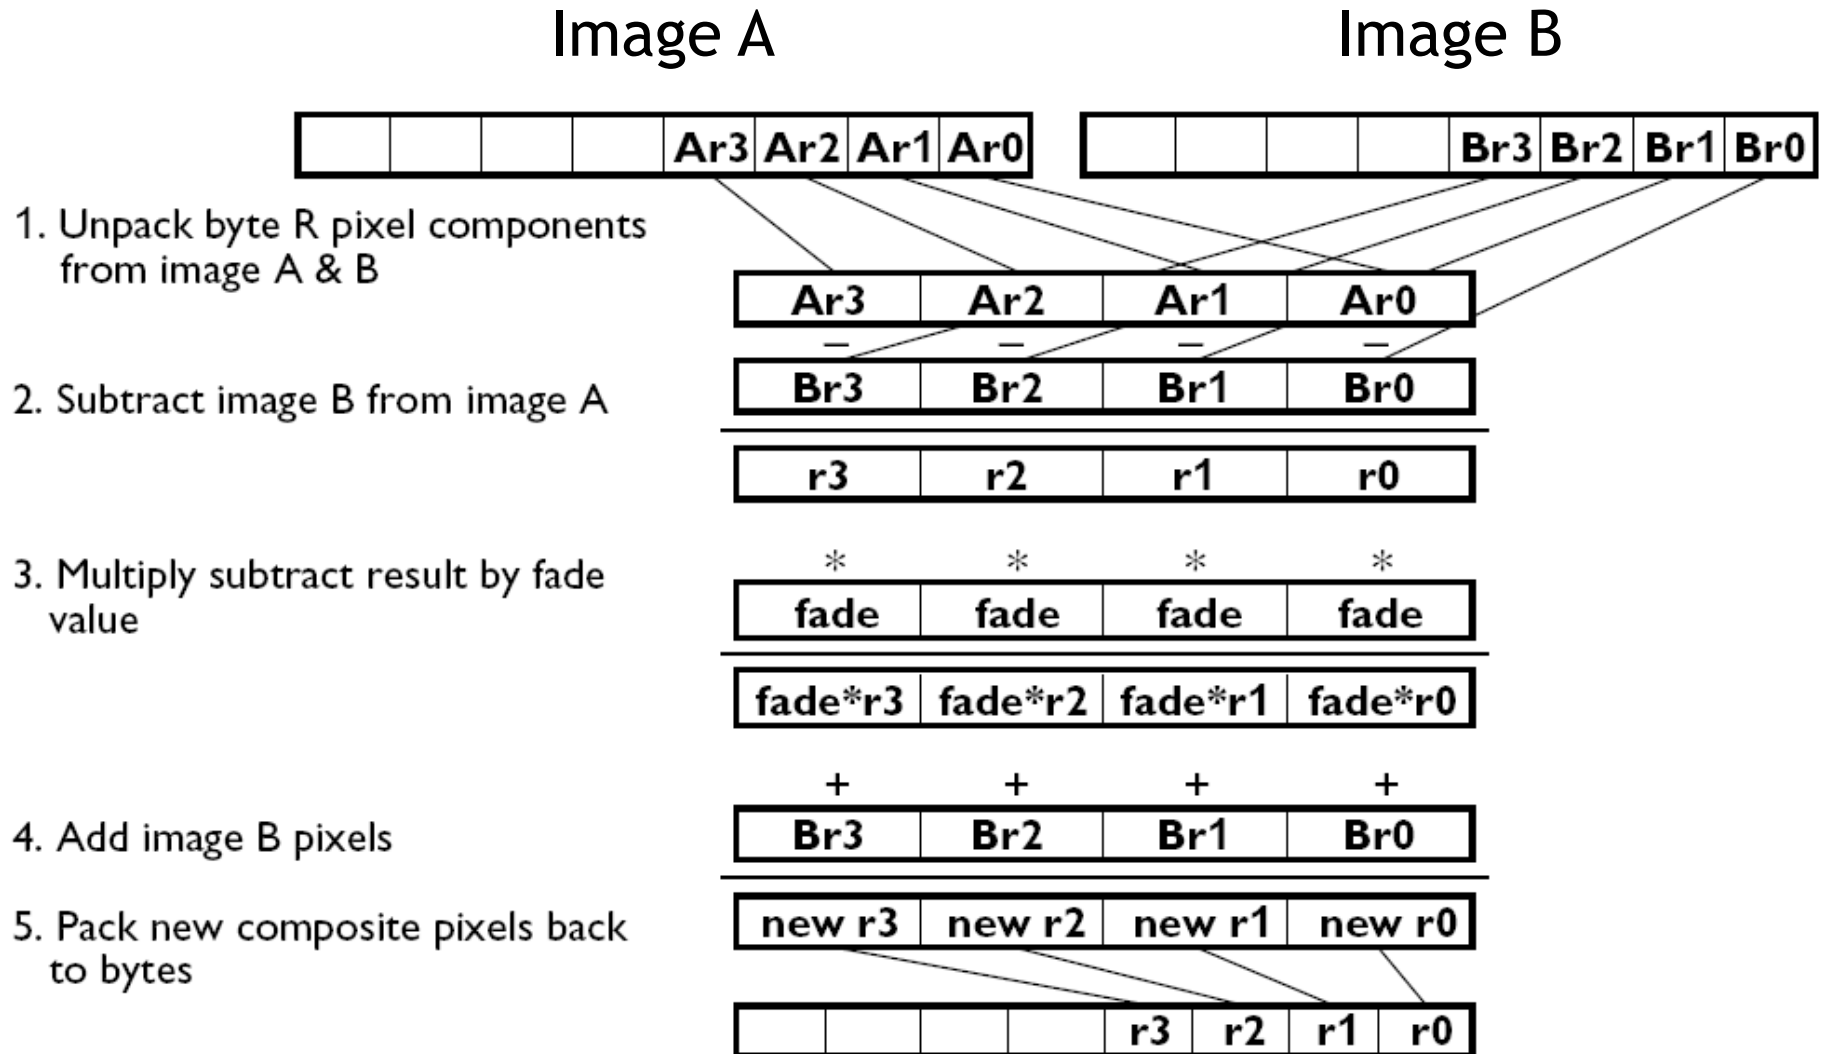 Image A Image B
Ar3 Ar2 Ar1 Ar0 Br3 Br2 Br1 Br0
1. Unpack byte R pixel components
from image A & B
Ar3 Ar2 Ar1 Ar0
– – – –
Br3 Br2 Br1 Br0
2. Subtract image B from image A
r3 r2 r1 r0
* * * *
3. Multiply subtract result by fade
value
fade fade fade fade
fade*r3 fade*r2 fade*r1 fade*r0
+ + + +
4. Add image B pixels
Br3 Br2 Br1 Br0
5. Pack new composite pixels back
to bytes
new r3 new r2 new r1 new r0
r3 r2 r1 r0